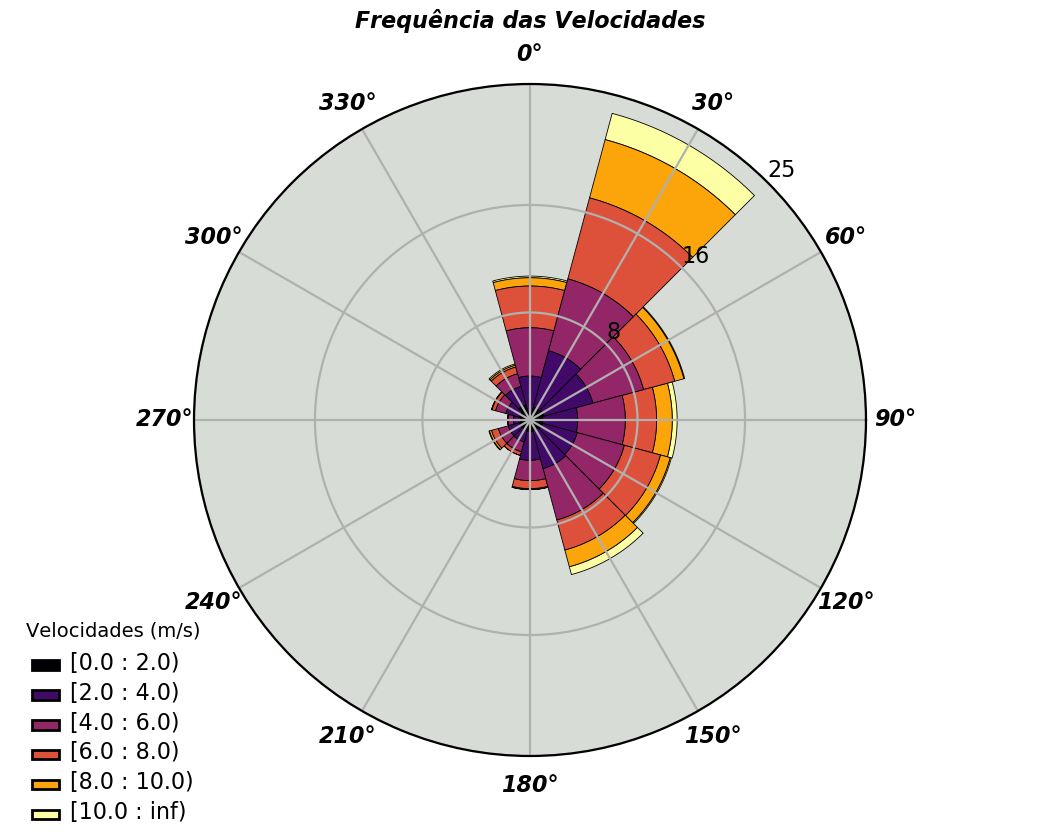 Frequência das Velocidades
0°
330°
30°
25
300°
60°
16
8
270°
90°
240°
120°
210°
150°
180°
Velocidades (m/s)
[0.0 : 2.0)
[2.0 : 4.0)
[4.0 : 6.0)
[6.0 : 8.0)
[8.0 : 10.0)
[10.0 : inf)